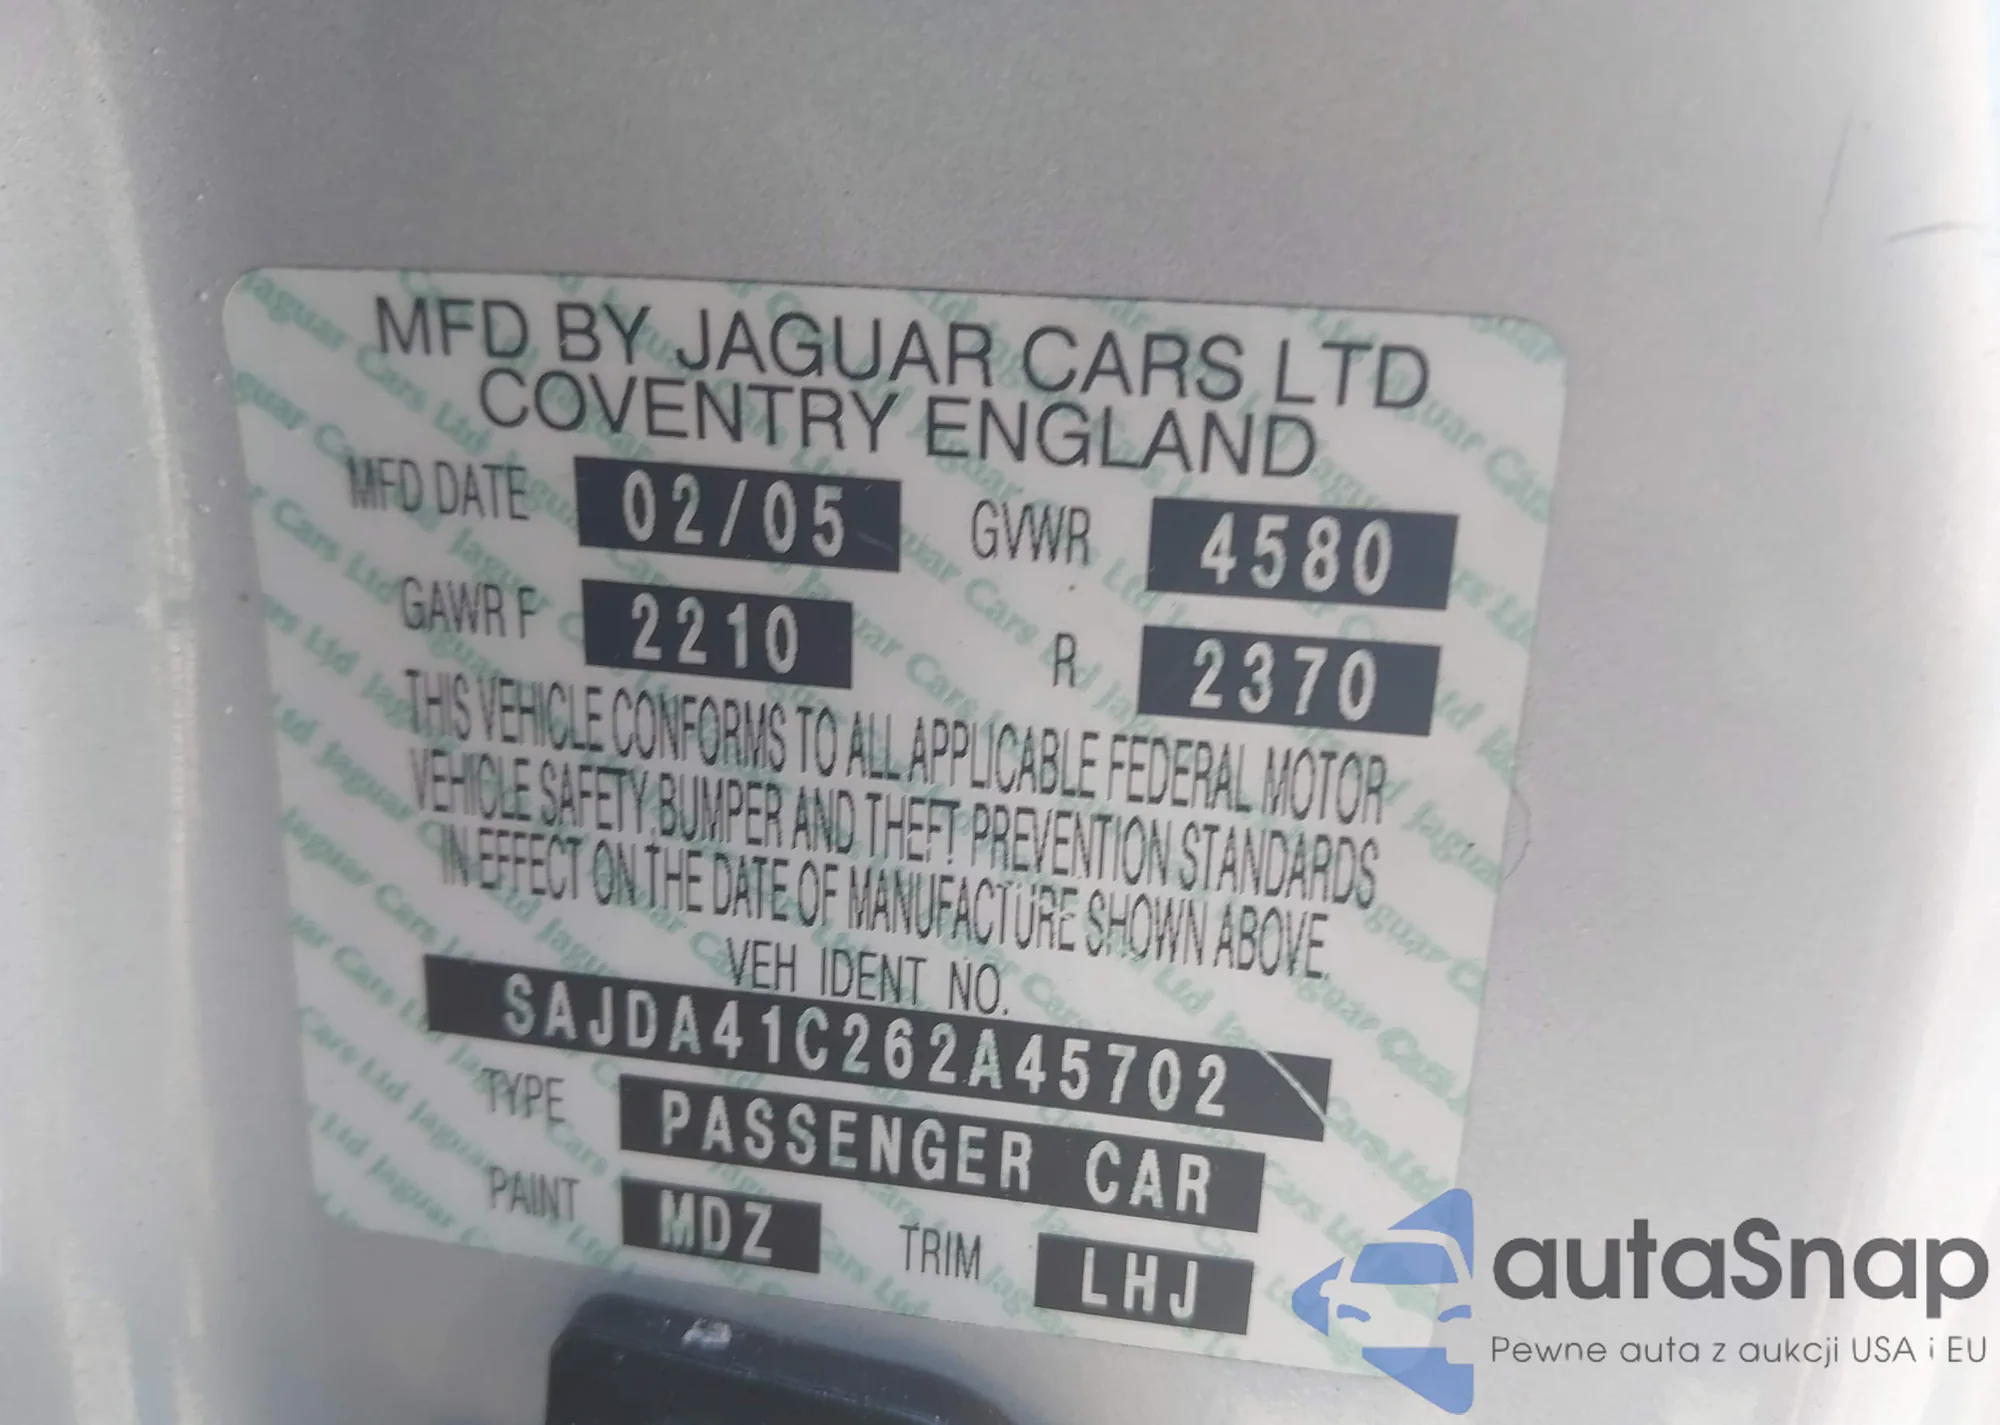 MFD BY JAGUAR CARS LTD
COVENTRY ENGLAND
MFD DATE 02/05 GVWR 4580
GAWR F 2210 R 2370
THIS VEHICLE CONFORMS TO ALL APPLICABLE FEDERAL MOTOR
VEHICLE SAFETY, BUMPER AND THEFT PREVENTION STANDARDS
IN EFFECT ON THE DATE OF MANUFACTURE SHOWN ABOVE.
VEH IDENT NO.
SAJDA41C262A45702
TYPE PASSENGER CAR
PAINT MDZ TRIM LHJ
autaSnap
Pewne auta z aukcji USA i EU